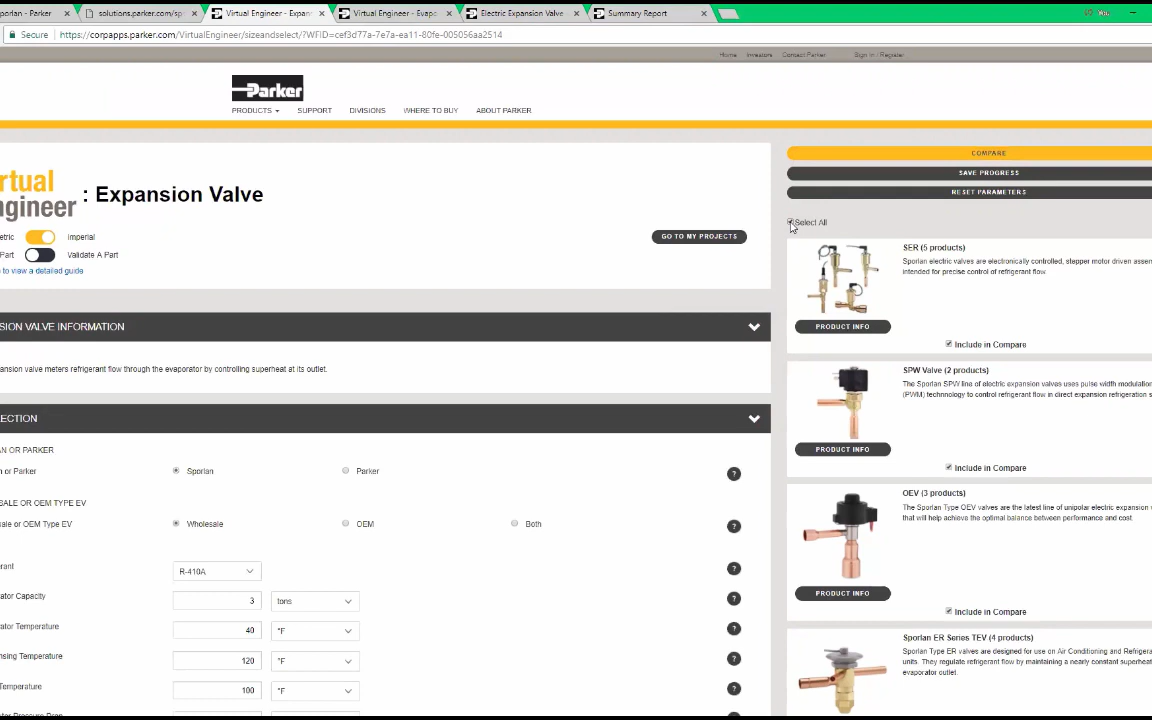 porlan - Parker
solutions.parker.com/sp
Virtual Engineer - Expan
Virtual Engineer - Evapo
Electric Expansion Valve
Summary Report
You
Secure
https://corpapps.parker.com/VirtualEngineer/sizeandselect/?WFID=cef3d77a-7e7a-ea11-80fe-005056aa2514
Home Investors Contact Parker Sign In / Register
Parker
PRODUCTS SUPPORT DIVISIONS WHERE TO BUY ABOUT PARKER
rtual
ngineer : Expansion Valve
etric Imperial
Part Validate A Part
to view a detailed guide
GO TO MY PROJECTS
SION VALVE INFORMATION
ansion valve meters refrigerant flow through the evaporator by controlling superheat at its outlet.
ECTION
AN OR PARKER
n or Parker Sporlan Parker ?
SALE OR OEM TYPE EV
sale or OEM Type EV Wholesale OEM Both ?
erant R-410A ?
ator Capacity 3 tons ?
rator Temperature 40 °F ?
nsing Temperature 120 °F ?
Temperature 100 °F ?
COMPARE
SAVE PROGRESS
RESET PARAMETERS
Select All
SER (5 products)
Sporlan electric valves are electronically controlled, stepper motor driven assem
intended for precise control of refrigerant flow.
PRODUCT INFO
Include in Compare
SPW Valve (2 products)
The Sporlan SPW line of electric expansion valves uses pulse width modulation
(PWM) techhnology to control refrigerant flow in direct expansion refrigeration s
PRODUCT INFO
Include in Compare
OEV (3 products)
The Sporlan Type OEV valves are the latest line of unipolar electric expansion v
that will help achieve the optimal balance between performance and cost.
PRODUCT INFO
Include in Compare
Sporlan ER Series TEV (4 products)
Sporlan Type ER valves are designed for use on Air Conditioning and Refrigera
units. They regulate refrigerant flow by maintaining a nearly constant superheat
evaporator outlet.